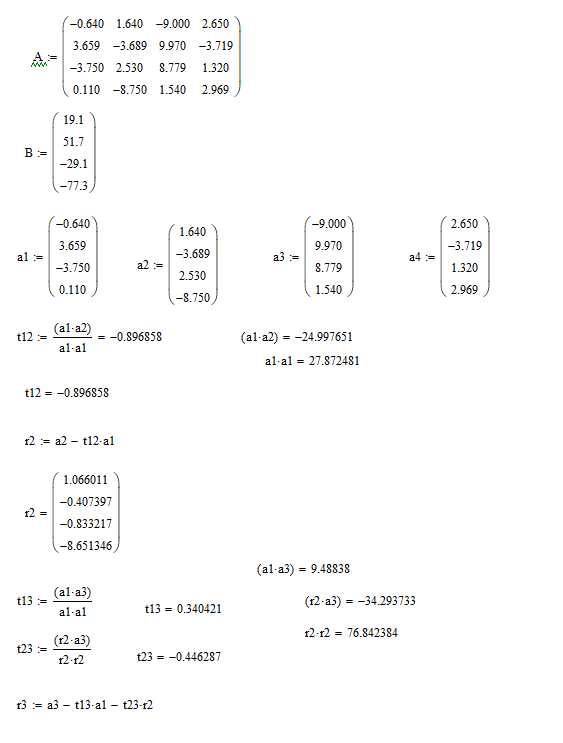 A := ( −0.640 1.640 −9.000 2.650
3.659 −3.689 9.970 −3.719
−3.750 2.530 8.779 1.320
0.110 −8.750 1.540 2.969 )
B := ( 19.1
51.7
−29.1
−77.3 )
a1 := ( −0.640
3.659
−3.750
0.110 )
a2 := ( 1.640
−3.689
2.530
−8.750 )
a3 := ( −9.000
9.970
8.779
1.540 )
a4 := ( 2.650
−3.719
1.320
2.969 )
t12 := (a1·a2) / a1·a1 = −0.896858
(a1·a2) = −24.997651
a1·a1 = 27.872481
t12 = −0.896858
r2 := a2 − t12·a1
r2 = ( 1.066011
−0.407397
−0.833217
−8.651346 )
(a1·a3) = 9.48838
t13 := (a1·a3) / a1·a1
t13 = 0.340421
(r2·a3) = −34.293733
r2·r2 = 76.842384
t23 := (r2·a3) / r2·r2
t23 = −0.446287
r3 := a3 − t13·a1 − t23·r2